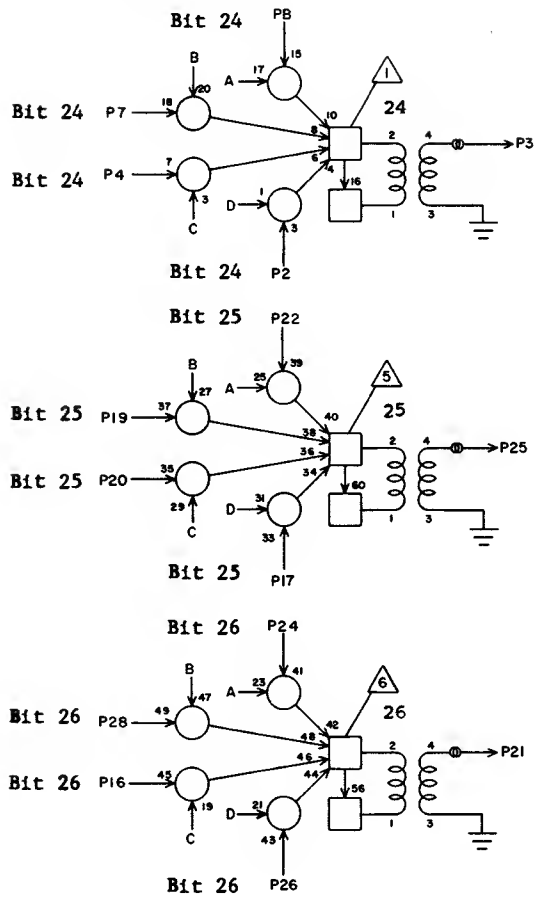 Bit 24 PB
15
B A 17
1
18 20 10 24
Bit 24 P7 8 2 4 P3
7 6
Bit 24 P4 4 16
3 D 1 3 1 3
C
Bit 24 P2
Bit 25 P22
39
B A 25
5
37 27 40 25
Bit 25 P19 38 2 4 P25
36
35 34
Bit 25 P20 60
29 D 31 33 1 3
C
Bit 25 P17
Bit 26 P24
41
B A 23
6
49 47 42 26
Bit 26 P28 48 2 4 P21
46
45 44
Bit 26 P16 56
19 D 21 43 1 3
C
Bit 26 P26